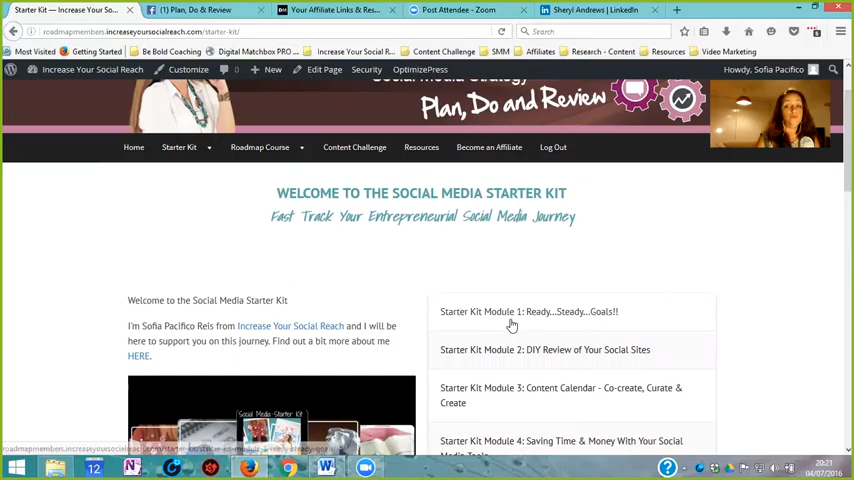 Starter Kit — Increase Your So...
(1) Plan, Do & Review
Your Affiliate Links & Res...
Post Attendee - Zoom
Sheryl Andrews | LinkedIn
roadmapmembers.increaseyoursocialreach.com/starter-kit/
Search
Most Visited
Getting Started
Be Bold Coaching
Digital Matchbox Pr...
Increase Your Social R...
Content Challenge
SMM
Affiliates
Research - Content
Resources
Video Marketing
Increase Your Social Reach
Customize
0
New
Edit Page
Security
OptimizePress
Howdy, Sofia Pacifico
Plan, Do and Review
Home
Starter Kit
Roadmap Course
Content Challenge
Resources
Become an Affiliate
Log Out
WELCOME TO THE SOCIAL MEDIA STARTER KIT
Fast Track Your Entrepreneurial Social Media Journey
Welcome to the Social Media Starter Kit
I'm Sofia Pacifico Reis from Increase Your Social Reach and I will be
here to support you on this journey. Find out a bit more about me
HERE.
Social Media Starter Kit
Starter Kit Module 1: Ready...Steady...Goals!!
Starter Kit Module 2: DIY Review of Your Social Sites
Starter Kit Module 3: Content Calendar - Co-create, Curate &
Create
Starter Kit Module 4: Saving Time & Money With Your Social
20:21
04/07/2016